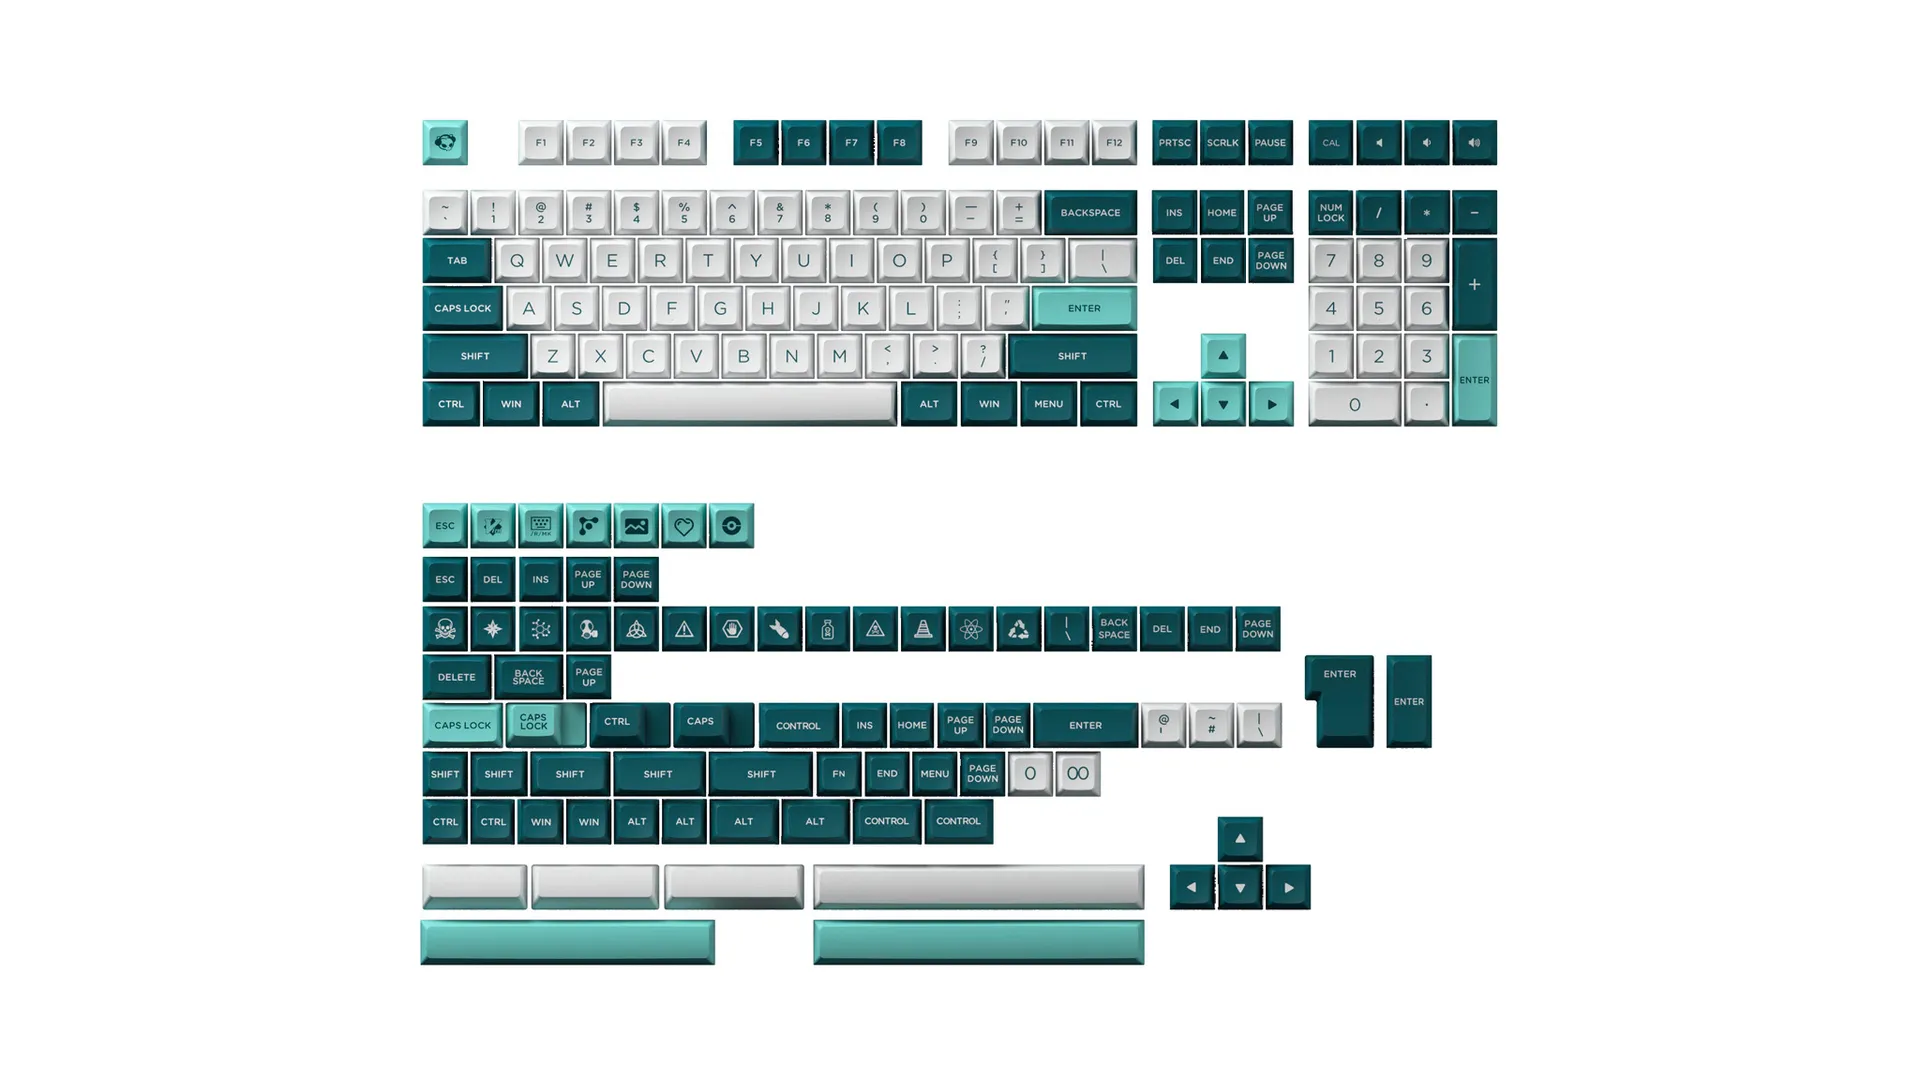 F1 F2 F3 F4 F5 F6 F7 F8 F9 F10 F11 F12 PRTSC SCRLK PAUSE CAL
~ ! @ # $ % ^ & * ( ) — +
` 1 2 3 4 5 6 7 8 9 0 – = BACKSPACE INS HOME PAGE UP NUM LOCK / * −
TAB Q W E R T Y U I O P { [ } ] | \ DEL END PAGE DOWN 7 8 9 +
CAPS LOCK A S D F G H J K L : ; " ' ENTER 4 5 6
SHIFT Z X C V B N M < , > . ? / SHIFT 1 2 3 ENTER
CTRL WIN ALT ALT WIN MENU CTRL 0 .
ESC /R/MK
ESC DEL INS PAGE UP PAGE DOWN
| \ BACK SPACE DEL END PAGE DOWN
DELETE BACK SPACE PAGE UP ENTER ENTER
CAPS LOCK CAPS LOCK CTRL CAPS CONTROL INS HOME PAGE UP PAGE DOWN ENTER @ ' ~ # | \
SHIFT SHIFT SHIFT SHIFT SHIFT FN END MENU PAGE DOWN 0 00
CTRL CTRL WIN WIN ALT ALT ALT ALT CONTROL CONTROL